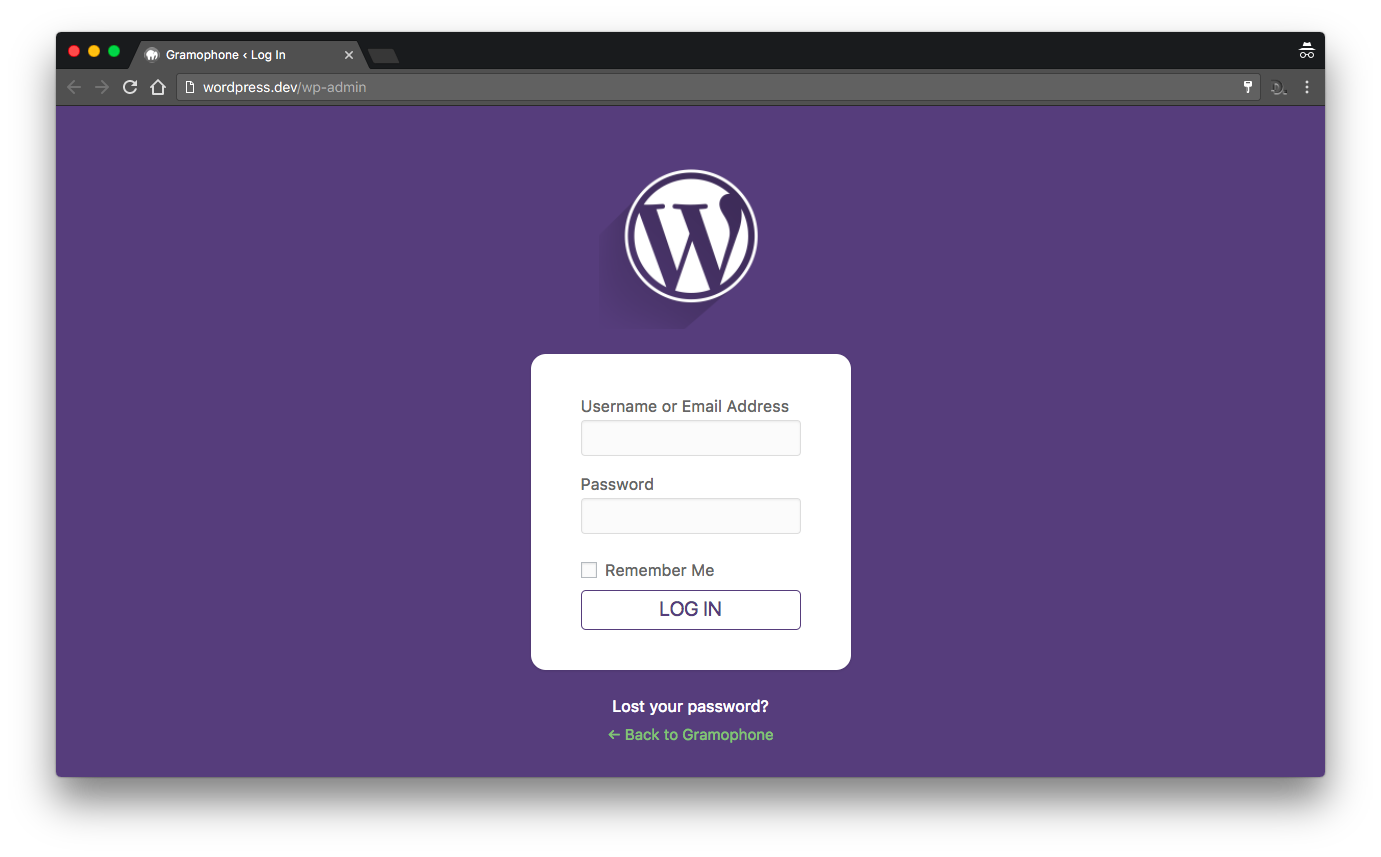 Gramophone ‹ Log In
wordpress.dev/wp-admin
W
Username or Email Address
Password
Remember Me
LOG IN
Lost your password?
← Back to Gramophone